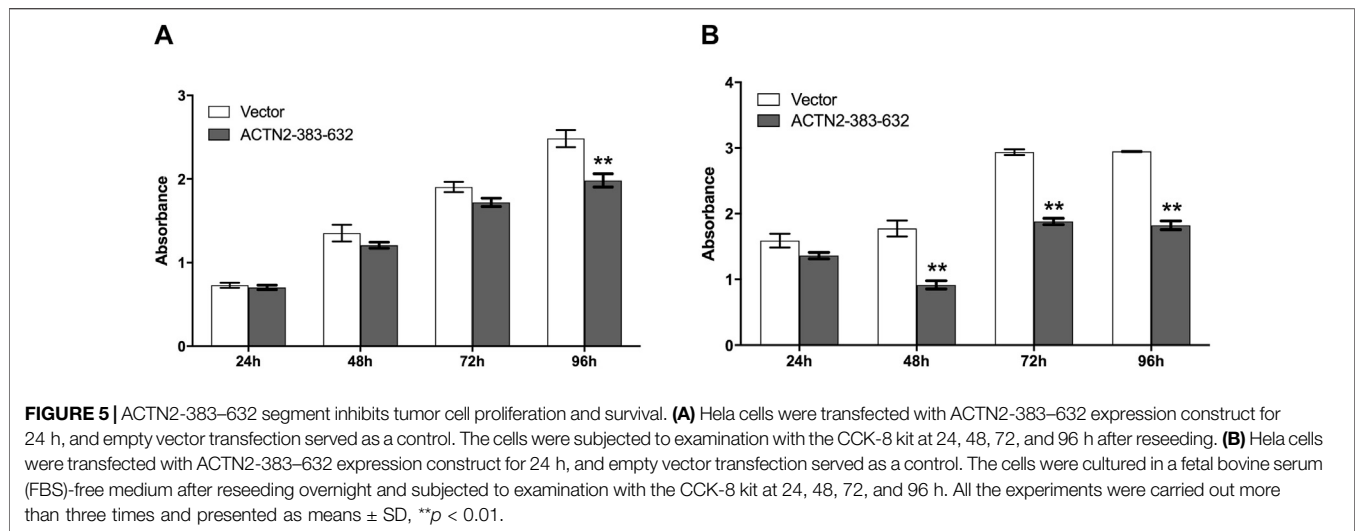 A
B
3
2
1
0
Absorbance
Vector
ACTN2-383-632
**
24h
48h
72h
96h
4
3
2
1
0
Absorbance
Vector
ACTN2-383-632
**
**
**
24h
48h
72h
96h
FIGURE 5 | ACTN2-383–632 segment inhibits tumor cell proliferation and survival. (A) Hela cells were transfected with ACTN2-383–632 expression construct for
24 h, and empty vector transfection served as a control. The cells were subjected to examination with the CCK-8 kit at 24, 48, 72, and 96 h after reseeding. (B) Hela cells
were transfected with ACTN2-383–632 expression construct for 24 h, and empty vector transfection served as a control. The cells were cultured in a fetal bovine serum
(FBS)-free medium after reseeding overnight and subjected to examination with the CCK-8 kit at 24, 48, 72, and 96 h. All the experiments were carried out more
than three times and presented as means ± SD, **p < 0.01.